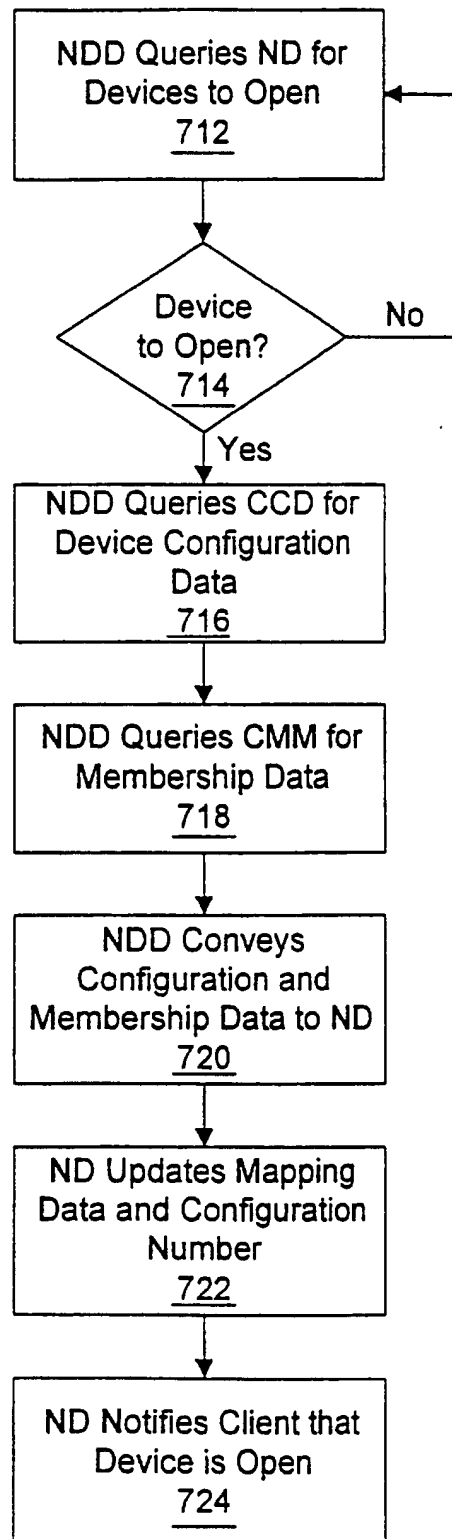 NDD Queries ND for
Devices to Open
712
Device
to Open?
714
No
Yes
NDD Queries CCD for
Device Configuration
Data
716
NDD Queries CMM for
Membership Data
718
NDD Conveys
Configuration and
Membership Data to ND
720
ND Updates Mapping
Data and Configuration
Number
722
ND Notifies Client that
Device is Open
724